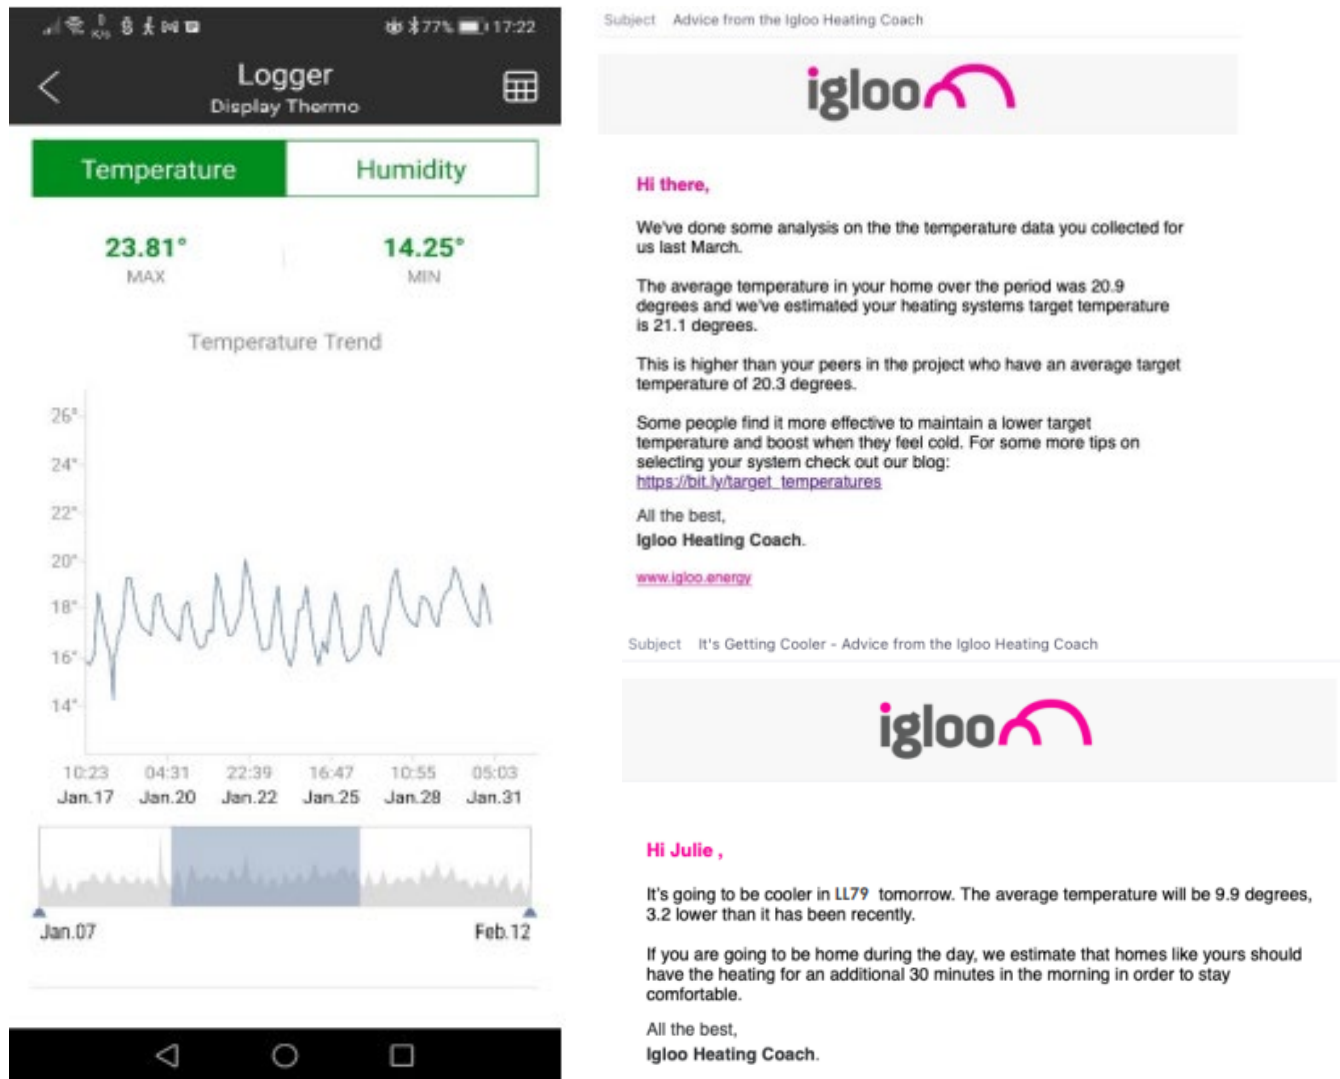 77% 17:22
Logger
Display Thermo
Temperature Humidity
23.81° 14.25°
MAX MIN
Temperature Trend
26°
24°
22°
20°
18°
16°
14°
10:23 04:31 22:39 16:47 10:55 05:03
Jan.17 Jan.20 Jan.22 Jan.25 Jan.28 Jan.31
Jan.07 Feb.12
Subject Advice from the Igloo Heating Coach
igloo
Hi there,
We've done some analysis on the the temperature data you collected for
us last March.
The average temperature in your home over the period was 20.9
degrees and we've estimated your heating systems target temperature
is 21.1 degrees.
This is higher than your peers in the project who have an average target
temperature of 20.3 degrees.
Some people find it more effective to maintain a lower target
temperature and boost when they feel cold. For some more tips on
selecting your system check out our blog:
https://bit.ly/target_temperatures
All the best,
Igloo Heating Coach.
www.igloo.energy
Subject It's Getting Cooler - Advice from the Igloo Heating Coach
igloo
Hi Julie ,
It's going to be cooler in LL79 tomorrow. The average temperature will be 9.9 degrees,
3.2 lower than it has been recently.
If you are going to be home during the day, we estimate that homes like yours should
have the heating for an additional 30 minutes in the morning in order to stay
comfortable.
All the best,
Igloo Heating Coach.